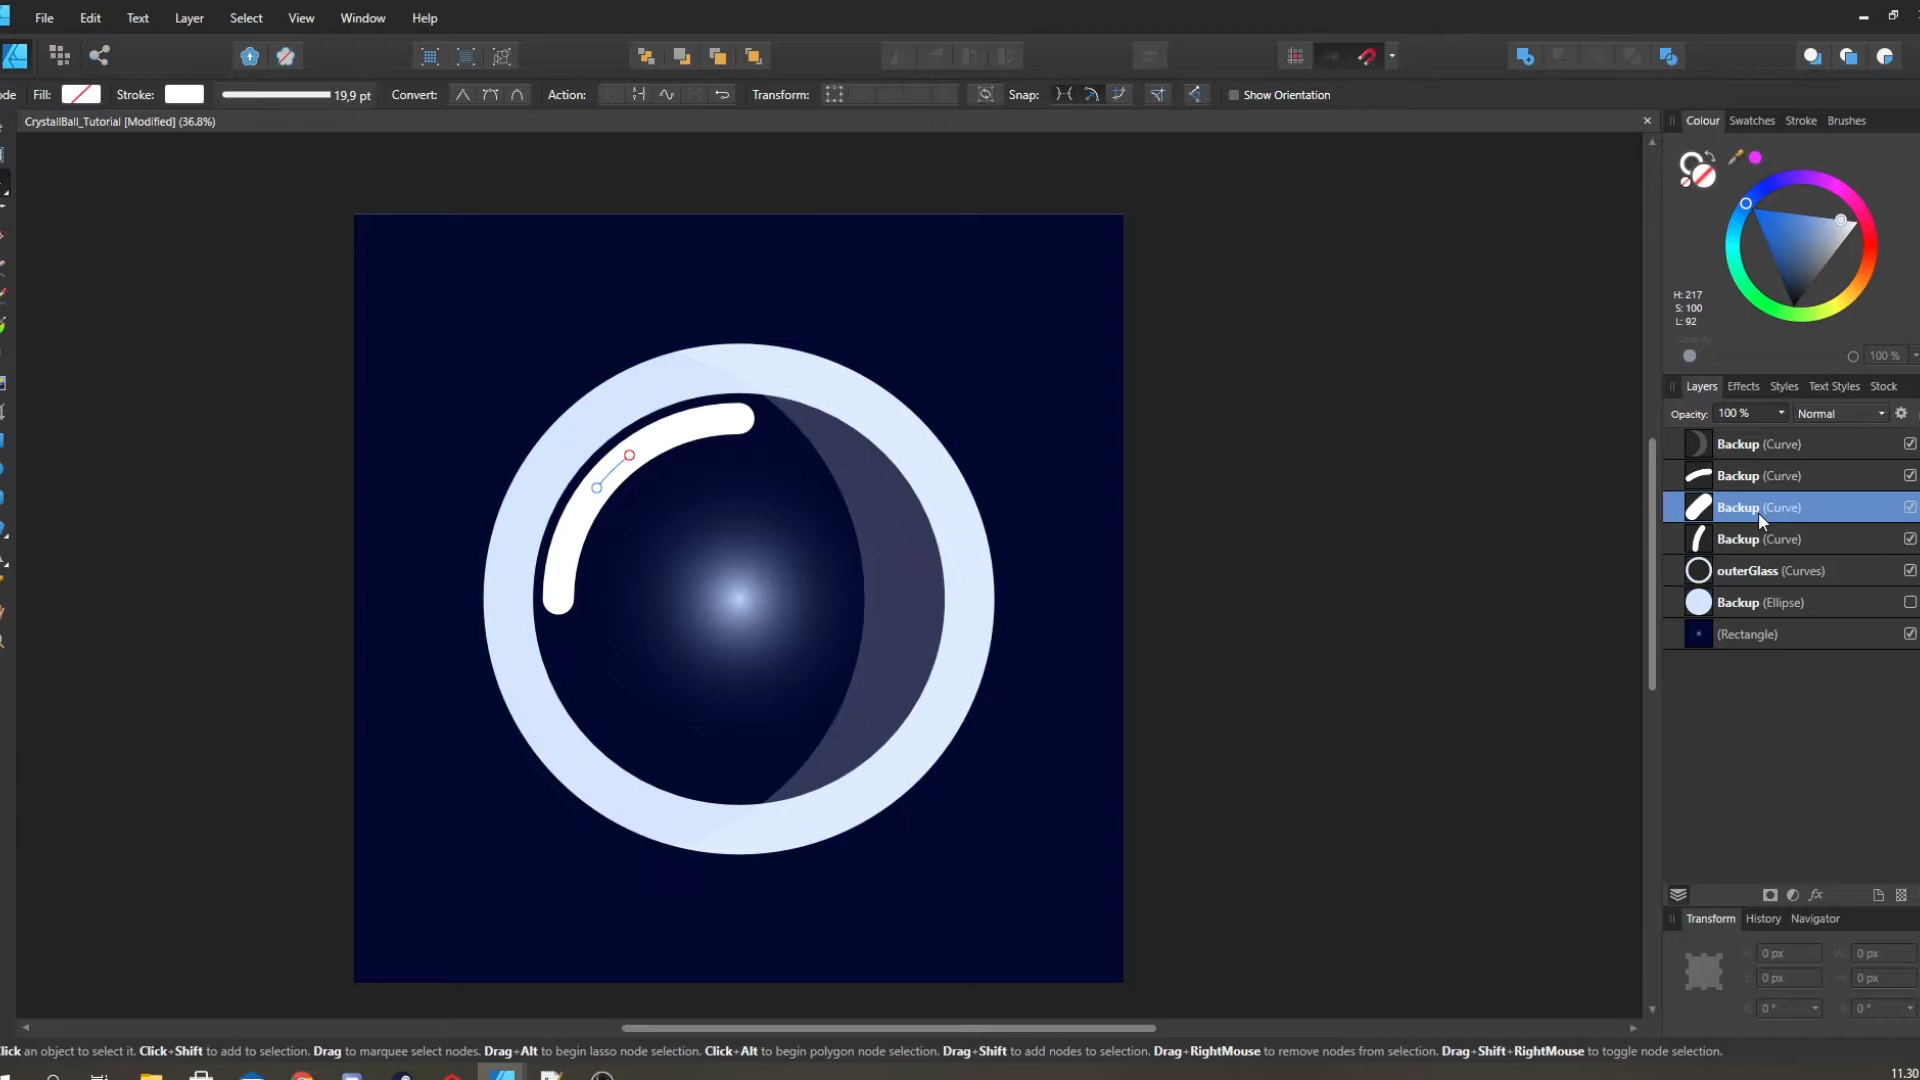 File Edit Text Layer Select View Window Help
ode Fill: Stroke: 19,9 pt Convert: Action: Transform: Snap: Show Orientation
CrystallBall_Tutorial [Modified] (36.8%)
Colour Swatches Stroke Brushes
H: 217
S: 100
L: 92
100 %
Layers Effects Styles Text Styles Stock
Opacity: 100 % Normal
Backup (Curve)
Backup (Curve)
Backup (Curve)
Backup (Curve)
outerGlass (Curves)
Backup (Ellipse)
(Rectangle)
fx
Transform History Navigator
0 px 0 px
0 px 0 px
0 ° 0 °
lick an object to select it. Click+Shift to add to selection. Drag to marquee select nodes. Drag+Alt to begin lasso node selection. Click+Alt to begin polygon node selection. Drag+Shift to add nodes to selection. Drag+RightMouse to remove nodes from selection. Drag+Shift+RightMouse to toggle node selection.
11.30